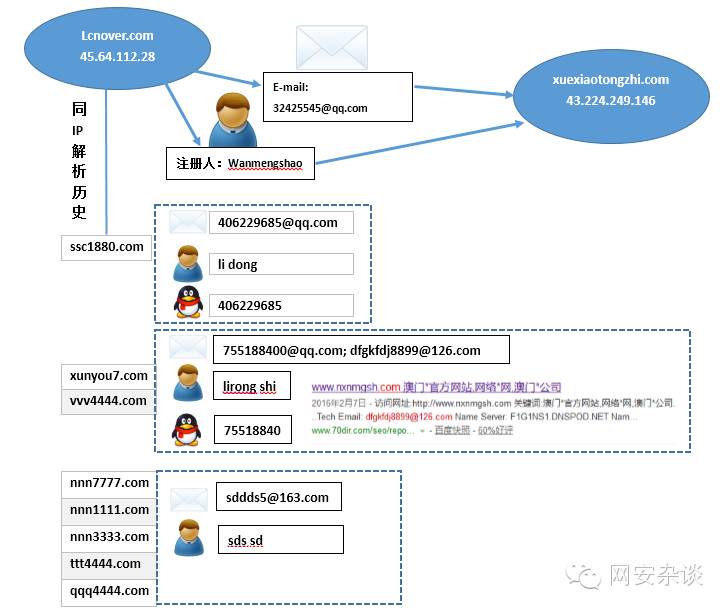 Lcnover.com
45.64.112.28
E-mail:
32425545@qq.com
xuexiaotongzhi.com
43.224.249.146
注册人：Wanmengshao
同
IP
解
析
历
史
ssc1880.com
406229685@qq.com
li dong
406229685
755188400@qq.com; dfgkfdj8899@126.com
xunyou7.com
vvv4444.com
lirong shi
75518840
www.nxnmgsh.com 澳门*官方网站,网络*网,澳门*公司
2016年2月7日 - 访问网址:http://www.nxnmgsh.com 关键词:澳门*官方网站,网络*网,澳门*公司.
..Tech Email: dfgkfdj8899@126.com Name Server: F1G1NS1.DNSPOD.NET Nam...
www.70dir.com/seo/repo... - 百度快照 - 60%好评
nnn7777.com
nnn1111.com
nnn3333.com
ttt4444.com
qqq4444.com
sddds5@163.com
sds sd
网安杂谈